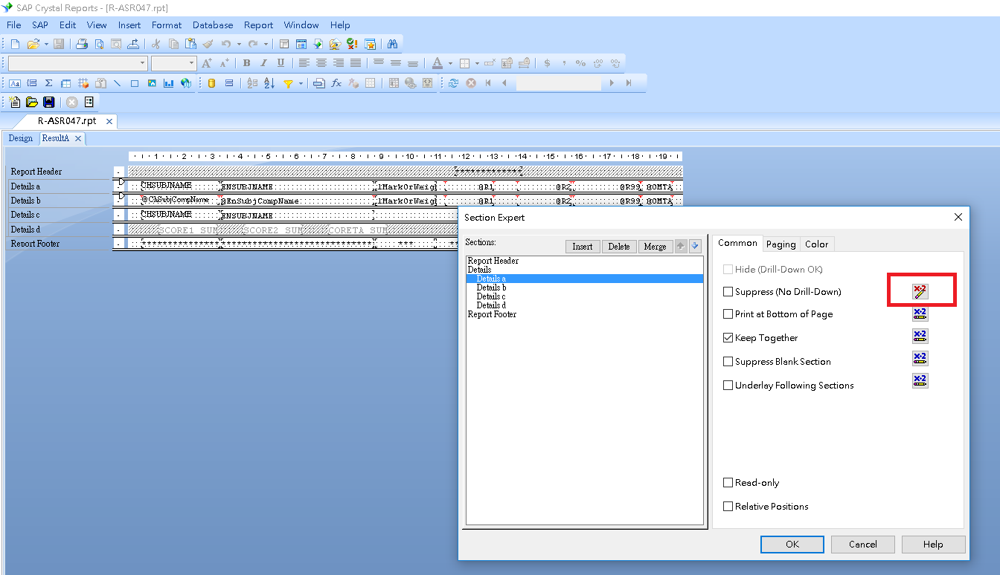 SAP Crystal Reports - [R-ASR047.rpt]
File SAP Edit View Insert Format Database Report Window Help
R-ASR047.rpt
Design ResultA
1 2 3 4 5 6 7 8 9 10 11 12 13 14 15 16 17 18 19
Report Header
Details a CHSUBJNAME ENSUBJNAME lMarkOrWeig @R1 @R2 @R99 @OMTA
Details b @ChSubjCompName @EnSubjCompName lMarkOrWeig @R1 @R2 @R99 @OMTA
Details c CHSUBJNAME ENSUBJNAME
Details d SCORE1 SUM SCORE2 SUM CORETA SUM
Report Footer
Section Expert
Sections:
Insert Delete Merge
Report Header
Details
Details a
Details b
Details c
Details d
Report Footer
Common Paging Color
Hide (Drill-Down OK)
Suppress (No Drill-Down)
Print at Bottom of Page
Keep Together
Suppress Blank Section
Underlay Following Sections
Read-only
Relative Positions
OK Cancel Help